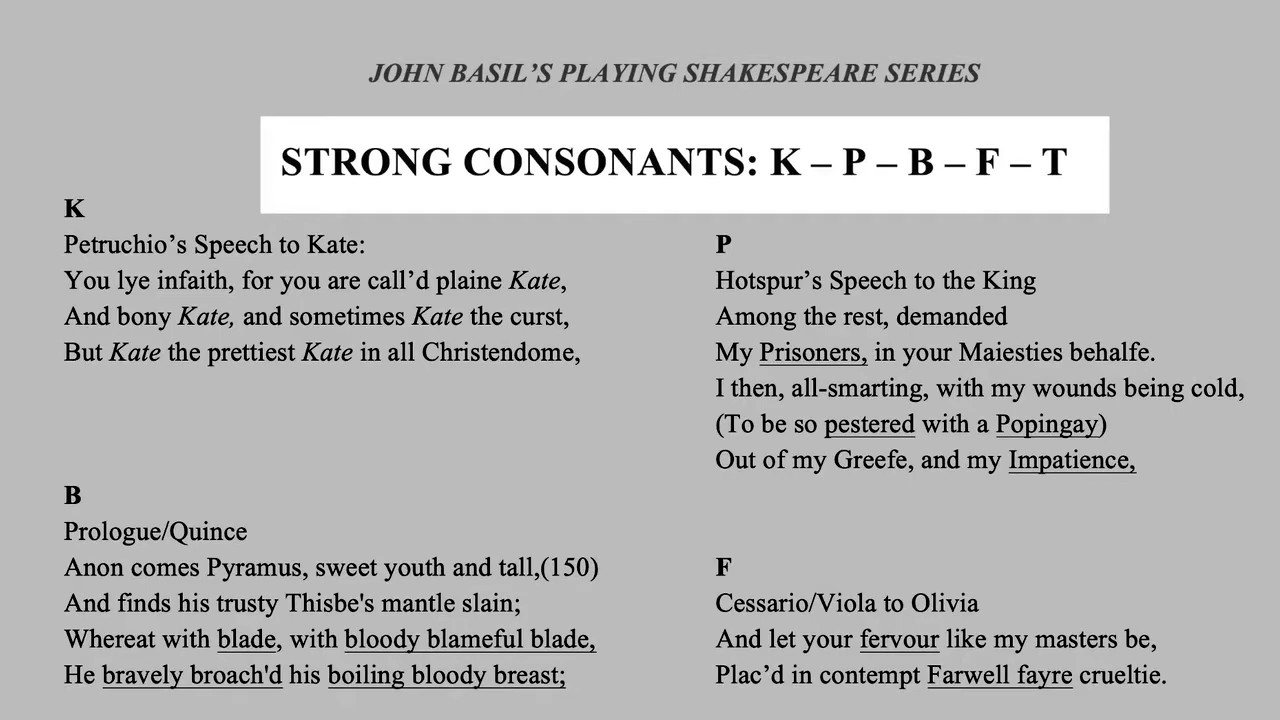 JOHN BASIL’S PLAYING SHAKESPEARE SERIES
STRONG CONSONANTS: K – P – B – F – T
K
Petruchio’s Speech to Kate:
You lye infaith, for you are call’d plaine Kate,
And bony Kate, and sometimes Kate the curst,
But Kate the prettiest Kate in all Christendome,
P
Hotspur’s Speech to the King
Among the rest, demanded
My Prisoners, in your Maiesties behalfe.
I then, all-smarting, with my wounds being cold,
(To be so pestered with a Popingay)
Out of my Greefe, and my Impatience,
B
Prologue/Quince
Anon comes Pyramus, sweet youth and tall,(150)
And finds his trusty Thisbe's mantle slain;
Whereat with blade, with bloody blameful blade,
He bravely broach'd his boiling bloody breast;
F
Cessario/Viola to Olivia
And let your fervour like my masters be,
Plac’d in contempt Farwell fayre crueltie.